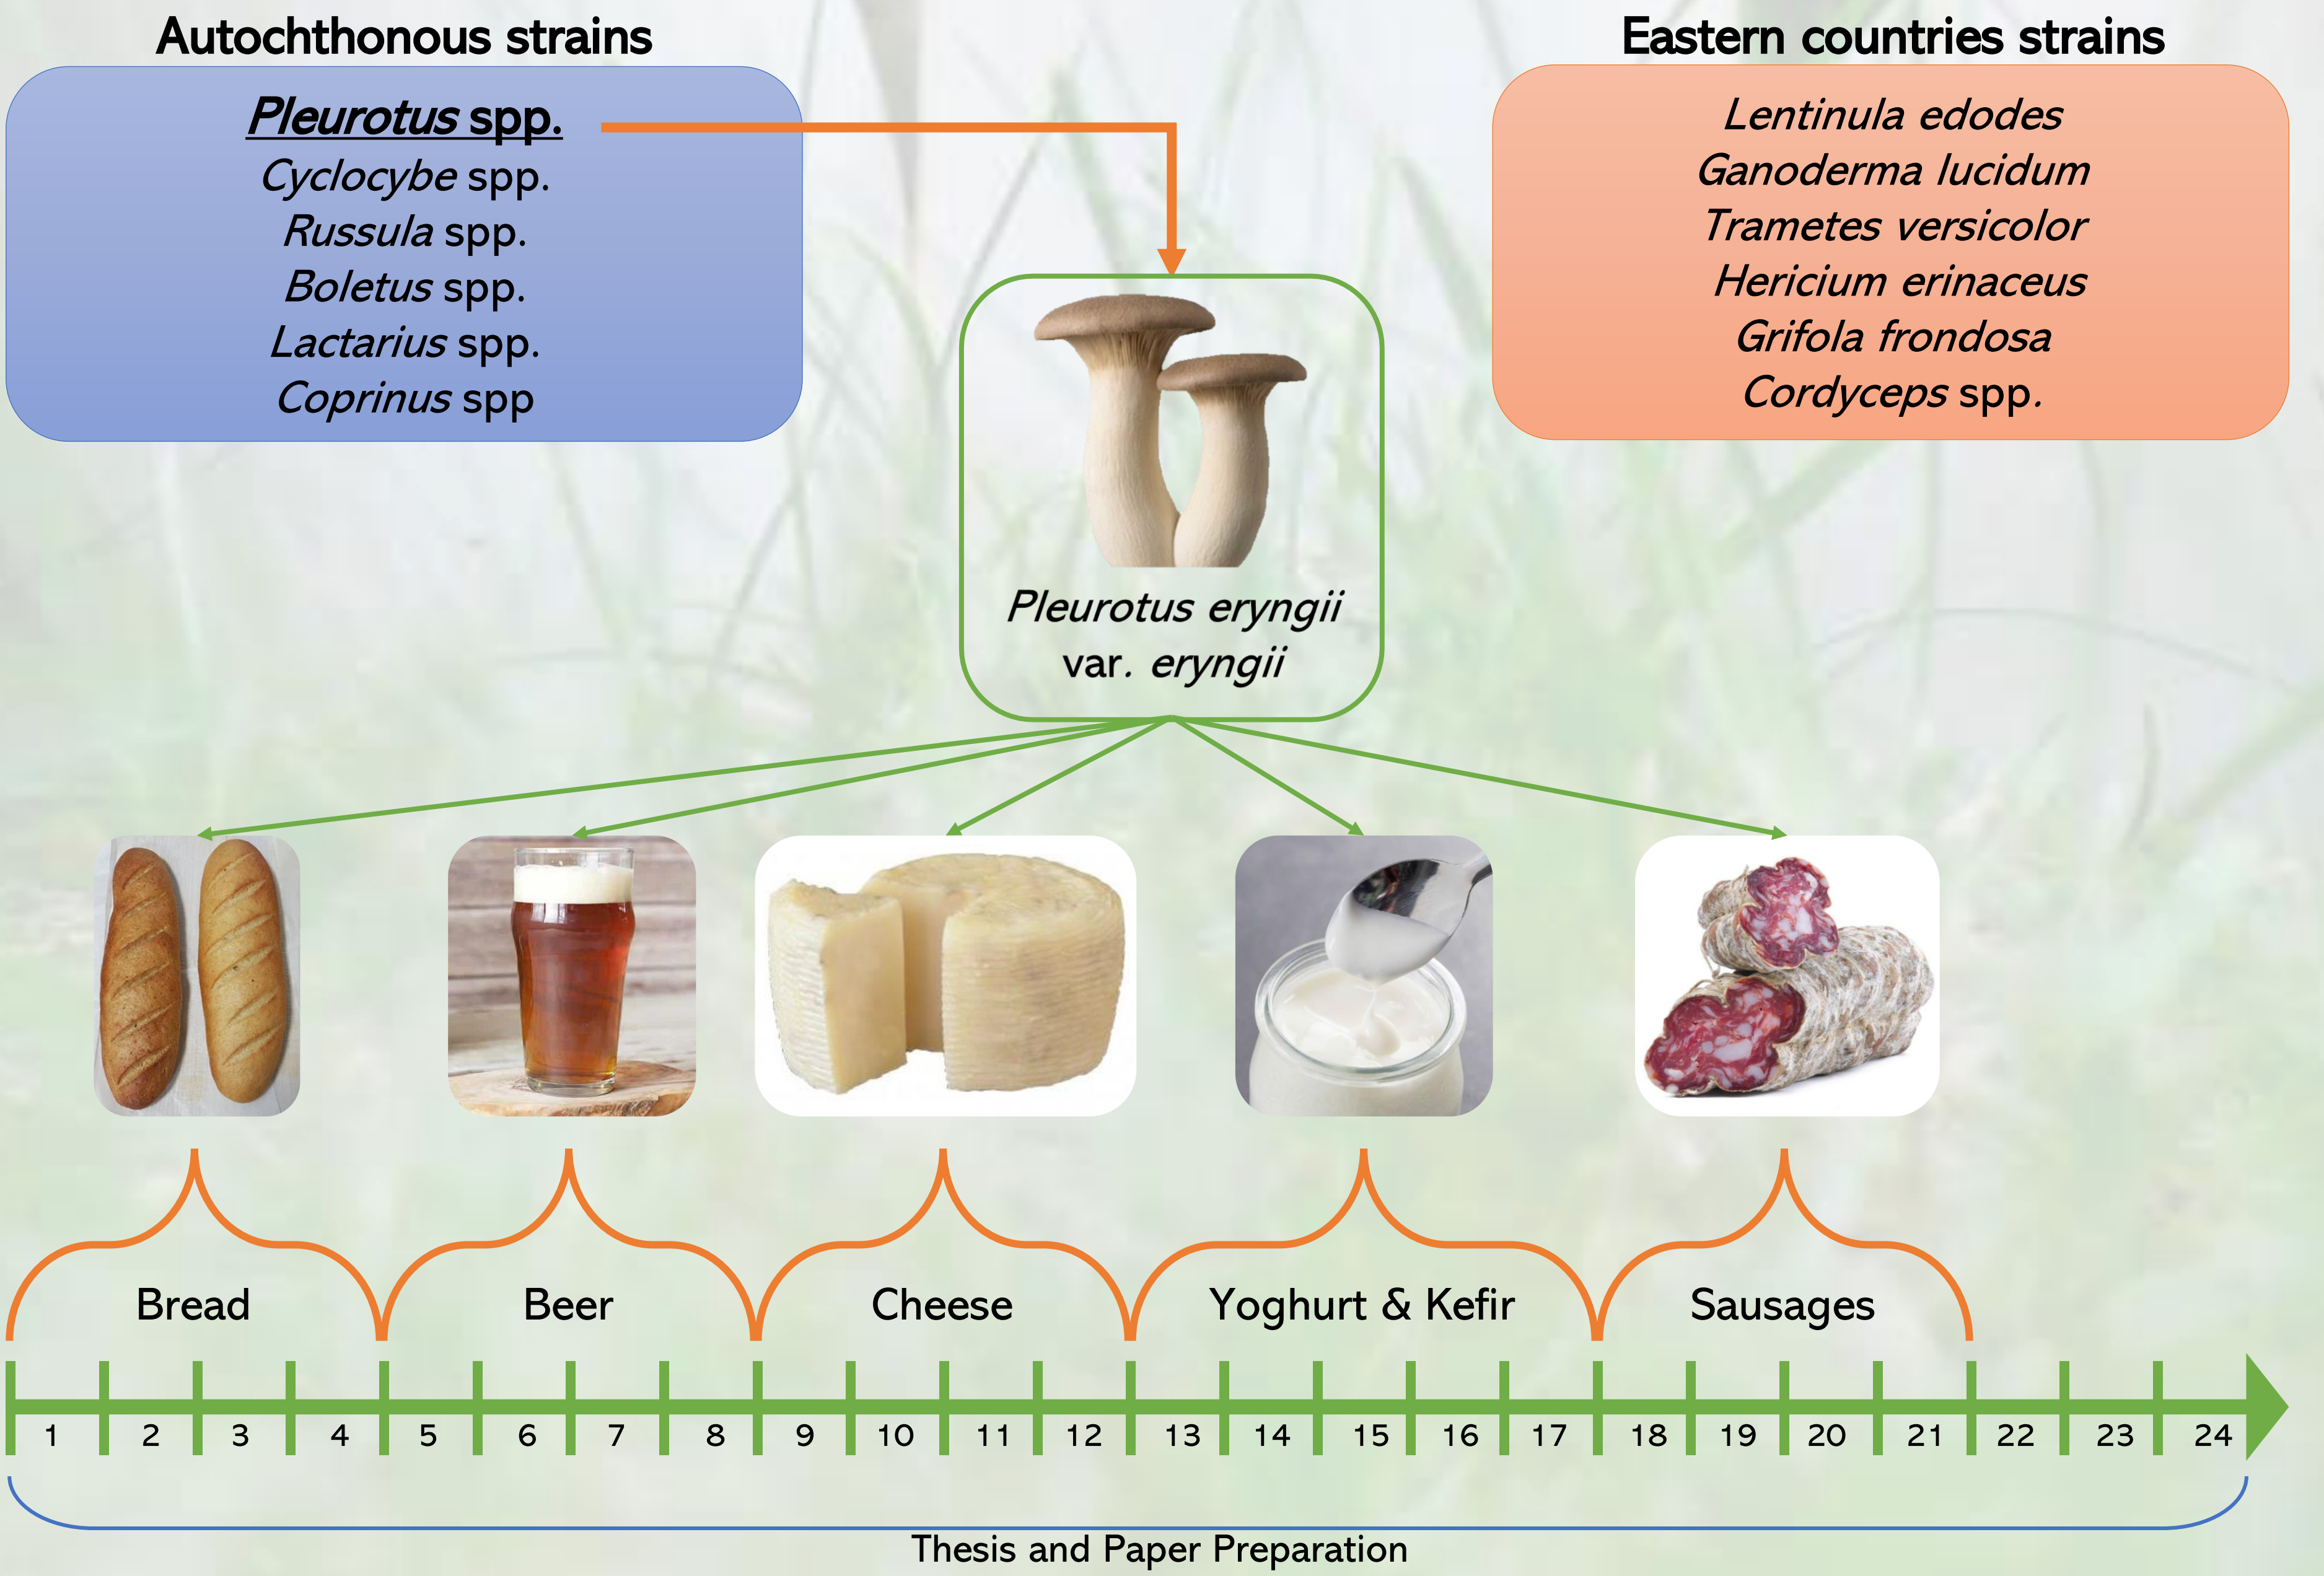 Autochthonous strains
Pleurotus spp.
Cyclocybe spp.
Russula spp.
Boletus spp.
Lactarius spp.
Coprinus spp
Eastern countries strains
Lentinula edodes
Ganoderma lucidum
Trametes versicolor
Hericium erinaceus
Grifola frondosa
Cordyceps spp.
Pleurotus eryngii
var. eryngii
Bread Beer Cheese Yoghurt & Kefir Sausages
1 2 3 4 5 6 7 8 9 10 11 12 13 14 15 16 17 18 19 20 21 22 23 24
Thesis and Paper Preparation